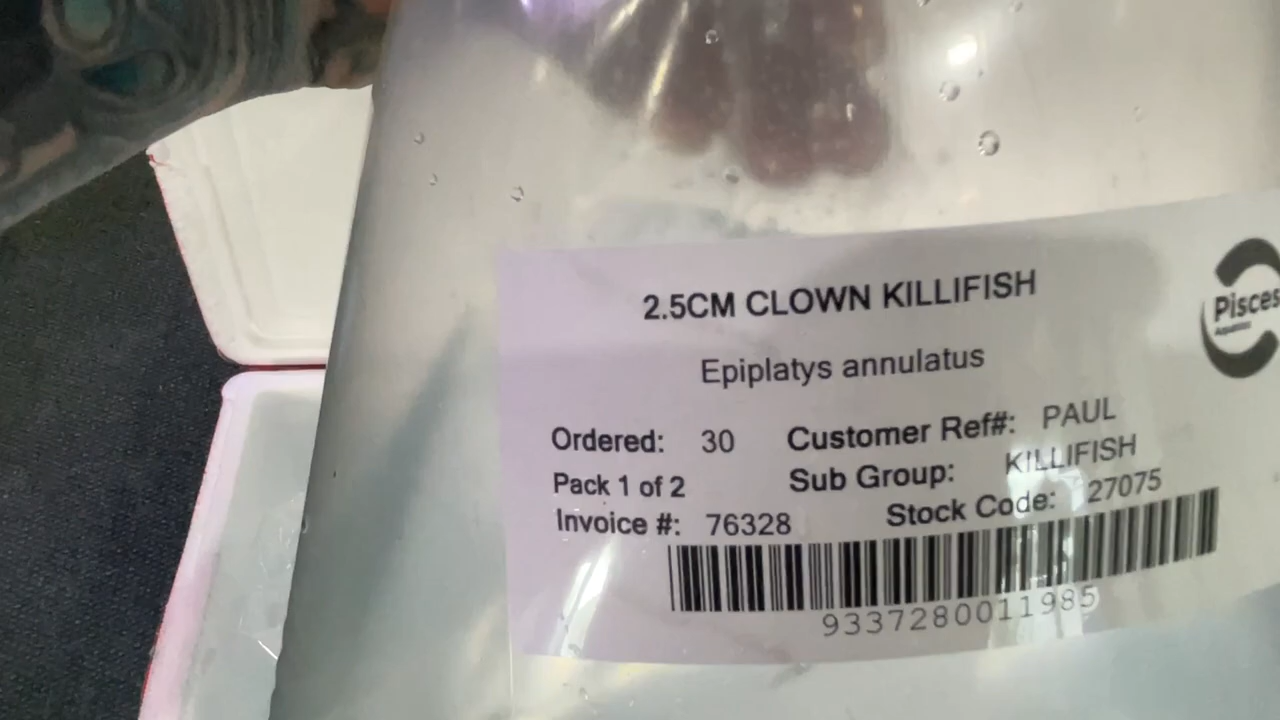 2.5CM CLOWN KILLIFISH
Pisces
Aquatics
Epiplatys annulatus
Ordered: 30 Customer Ref#: PAUL
Pack 1 of 2 Sub Group: KILLIFISH
Invoice #: 76328 Stock Code: 27075
9337280011985